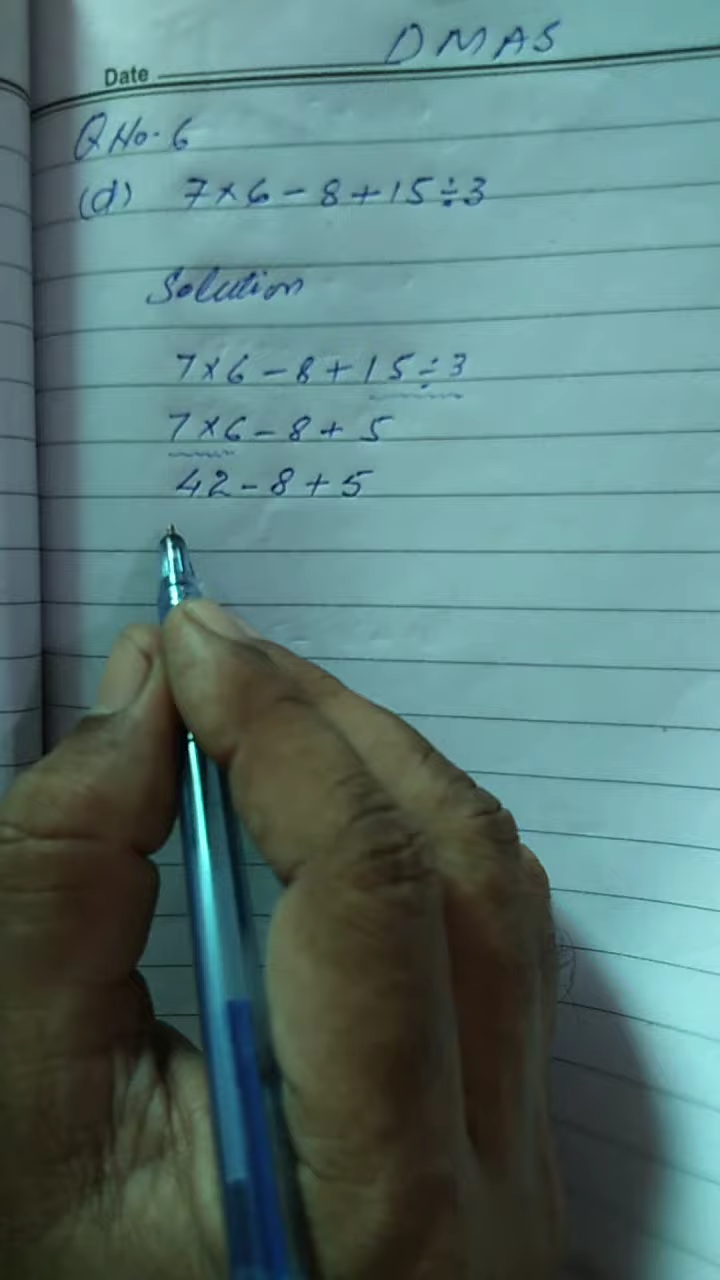 DMAS
Date
Q No. 6
(d) 7×6-8+15÷3
Solution
7×6-8+15÷3
7×6-8+5
42-8+5